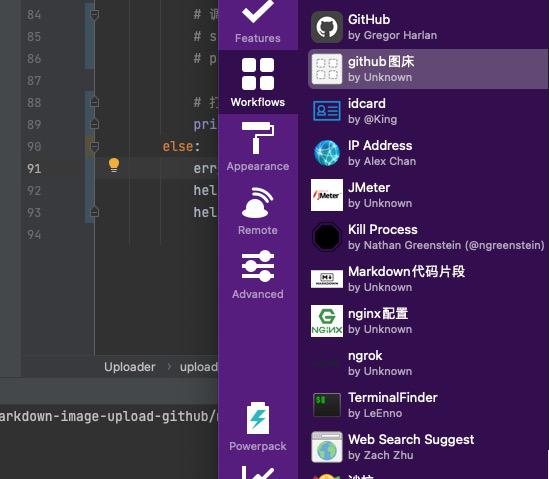 84
# 调
85
# s
86
# p
87
88
# 打
89
pri
90
else:
91
err
92
hel
93
hel
94
Uploader
upload
arkdown-image-upload-github/
Features
Workflows
Appearance
Remote
Advanced
Powerpack
GitHub
by Gregor Harlan
github图床
by Unknown
idcard
by @King
IP Address
by Alex Chan
JMeter
JMeter
by Unknown
Kill Process
by Nathan Greenstein (@ngreenstein)
MARKDOWN
Markdown代码片段
by Unknown
NGINX
nginx配置
by Unknown
ngrok
by Unknown
TerminalFinder
by LeEnno
Web Search Suggest
by Zach Zhu